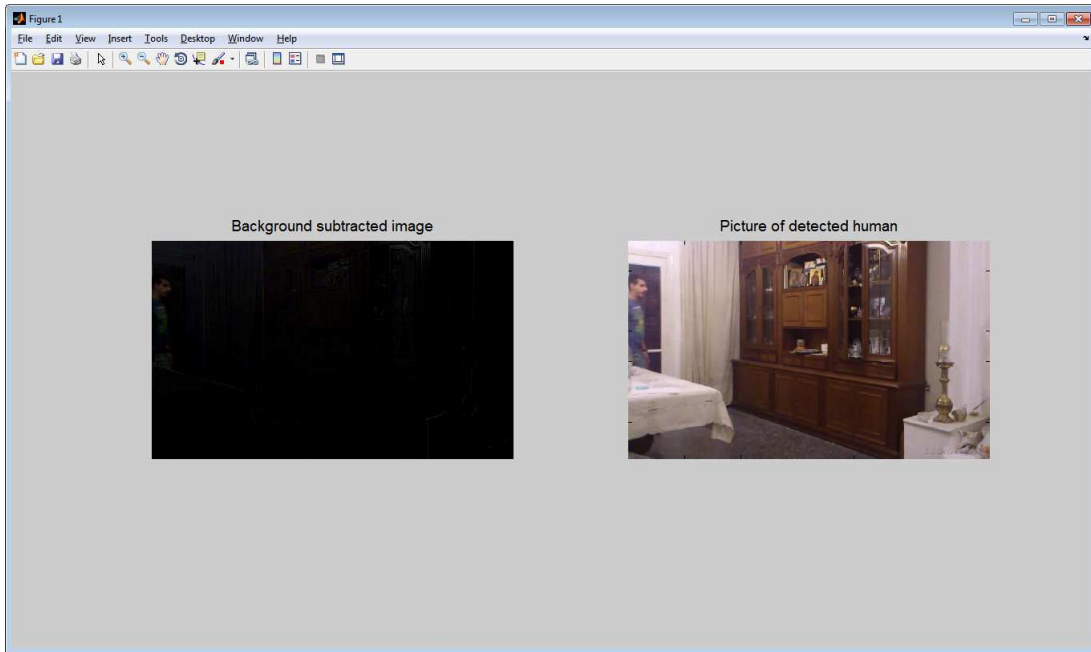 Figure 1
File Edit View Insert Tools Desktop Window Help
Background subtracted image
Picture of detected human